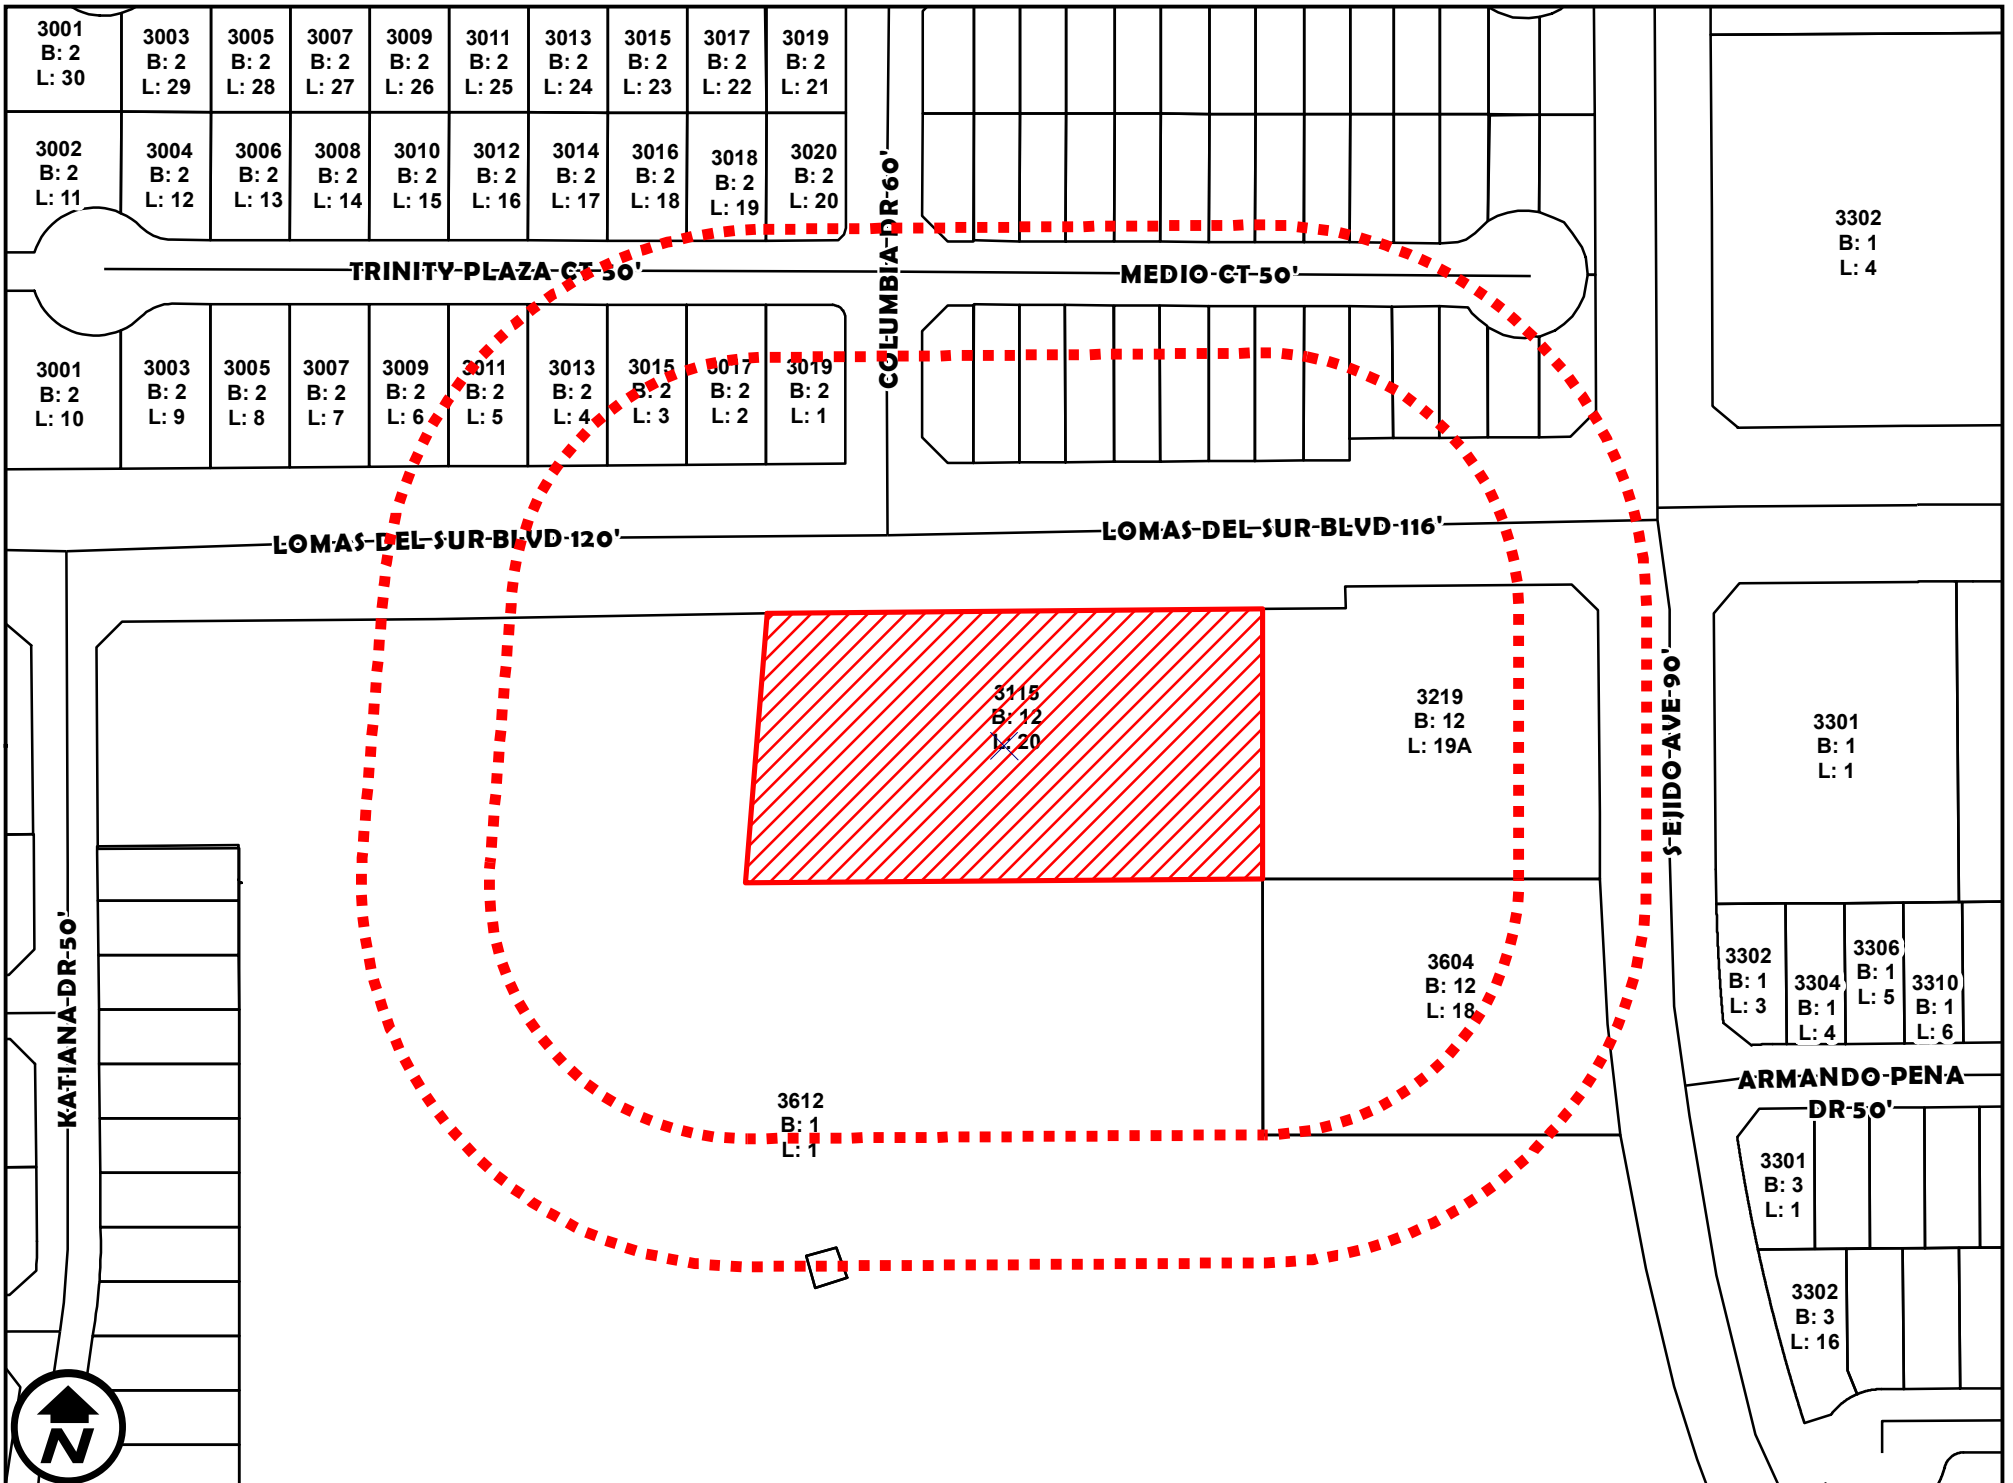 3001
B: 2
L: 30
3003
B: 2
L: 29
3005
B: 2
L: 28
3007
B: 2
L: 27
3009
B: 2
L: 26
3011
B: 2
L: 25
3013
B: 2
L: 24
3015
B: 2
L: 23
3017
B: 2
L: 22
3019
B: 2
L: 21
3002
B: 2
L: 11
3004
B: 2
L: 12
3006
B: 2
L: 13
3008
B: 2
L: 14
3010
B: 2
L: 15
3012
B: 2
L: 16
3014
B: 2
L: 17
3016
B: 2
L: 18
3018
B: 2
L: 19
3020
B: 2
L: 20
COLUMBIA-DR-60'
3302
B: 1
L: 4
TRINITY-PLAZA-CT-50'
MEDIO-CT-50'
3001
B: 2
L: 10
3003
B: 2
L: 9
3005
B: 2
L: 8
3007
B: 2
L: 7
3009
B: 2
L: 6
3011
B: 2
L: 5
3013
B: 2
L: 4
3015
B: 2
L: 3
3017
B: 2
L: 2
3019
B: 2
L: 1
LOMAS-DEL-SUR-BLVD-120'
LOMAS-DEL-SUR-BLVD-116'
3115
B: 12
L: 20
3219
B: 12
L: 19A
S-EJIDO-AVE-90'
3301
B: 1
L: 1
KATIANA-DR-50'
3604
B: 12
L: 18
3302
B: 1
L: 3
3304
B: 1
L: 4
3306
B: 1
L: 5
3310
B: 1
L: 6
ARMANDO-PENA
DR-50'
3612
B: 1
L: 1
3301
B: 3
L: 1
3302
B: 3
L: 16
N